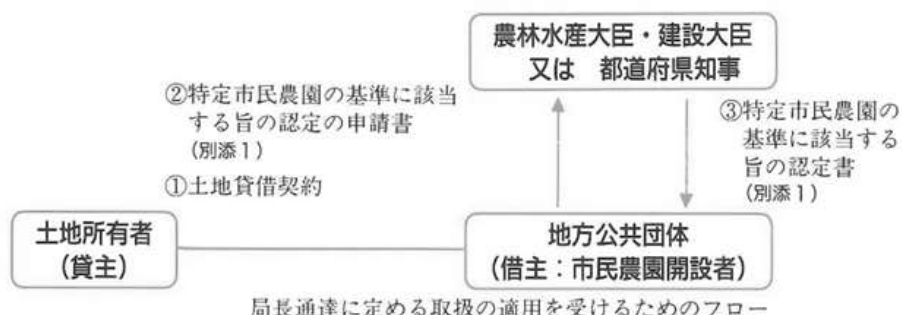 農林水産大臣・建設大臣
又は 都道府県知事
②特定市民農園の基準に該当
する旨の認定の申請書
(別添1)
③特定市民農園の
基準に該当する
旨の認定書
(別添1)
①土地貸借契約
土地所有者
(貸主)
地方公共団体
(借主:市民農園開設者)
局長通達に定める取扱の適用を受けるためのフロー